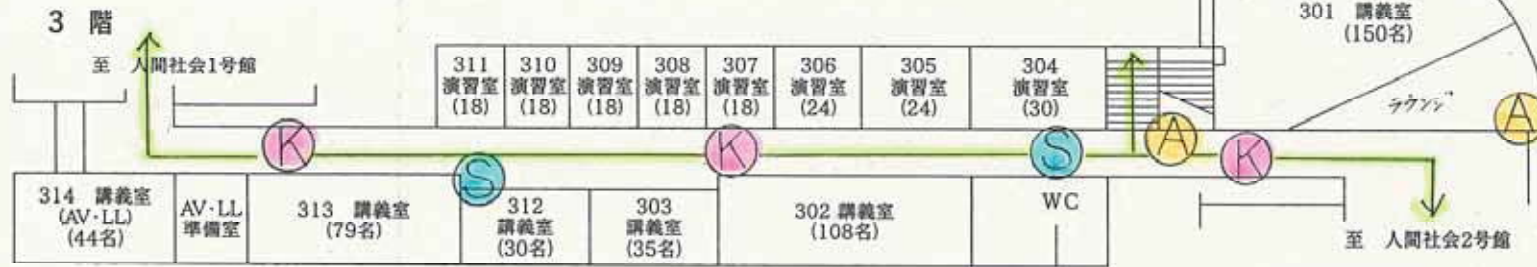 3 階
301 講義室
(150名)
至 人間社会1号館
311
演習室
(18)
310
演習室
(18)
309
演習室
(18)
308
演習室
(18)
307
演習室
(18)
306
演習室
(24)
305
演習室
(24)
304
演習室
(30)
ラウンジ
A
K
K
S
A
K
S
314 講義室
(AV・LL)
(44名)
AV・LL
準備室
313 講義室
(79名)
312
講義室
(30名)
303
講義室
(35名)
302 講義室
(108名)
WC
至 人間社会2号館